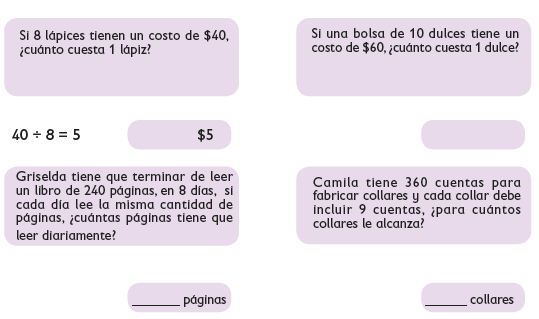 Si 8 lápices tienen un costo de $40,
¿cuánto cuesta 1 lápiz?
Si una bolsa de 10 dulces tiene un
costo de $60, ¿cuánto cuesta 1 dulce?
40 ÷ 8 = 5
$5
Griselda tiene que terminar de leer
un libro de 240 páginas, en 8 días, si
cada día lee la misma cantidad de
páginas, ¿cuántas páginas tiene que
leer diariamente?
Camila tiene 360 cuentas para
fabricar collares y cada collar debe
incluir 9 cuentas, ¿para cuántos
collares le alcanza?
_______ páginas
_______ collares